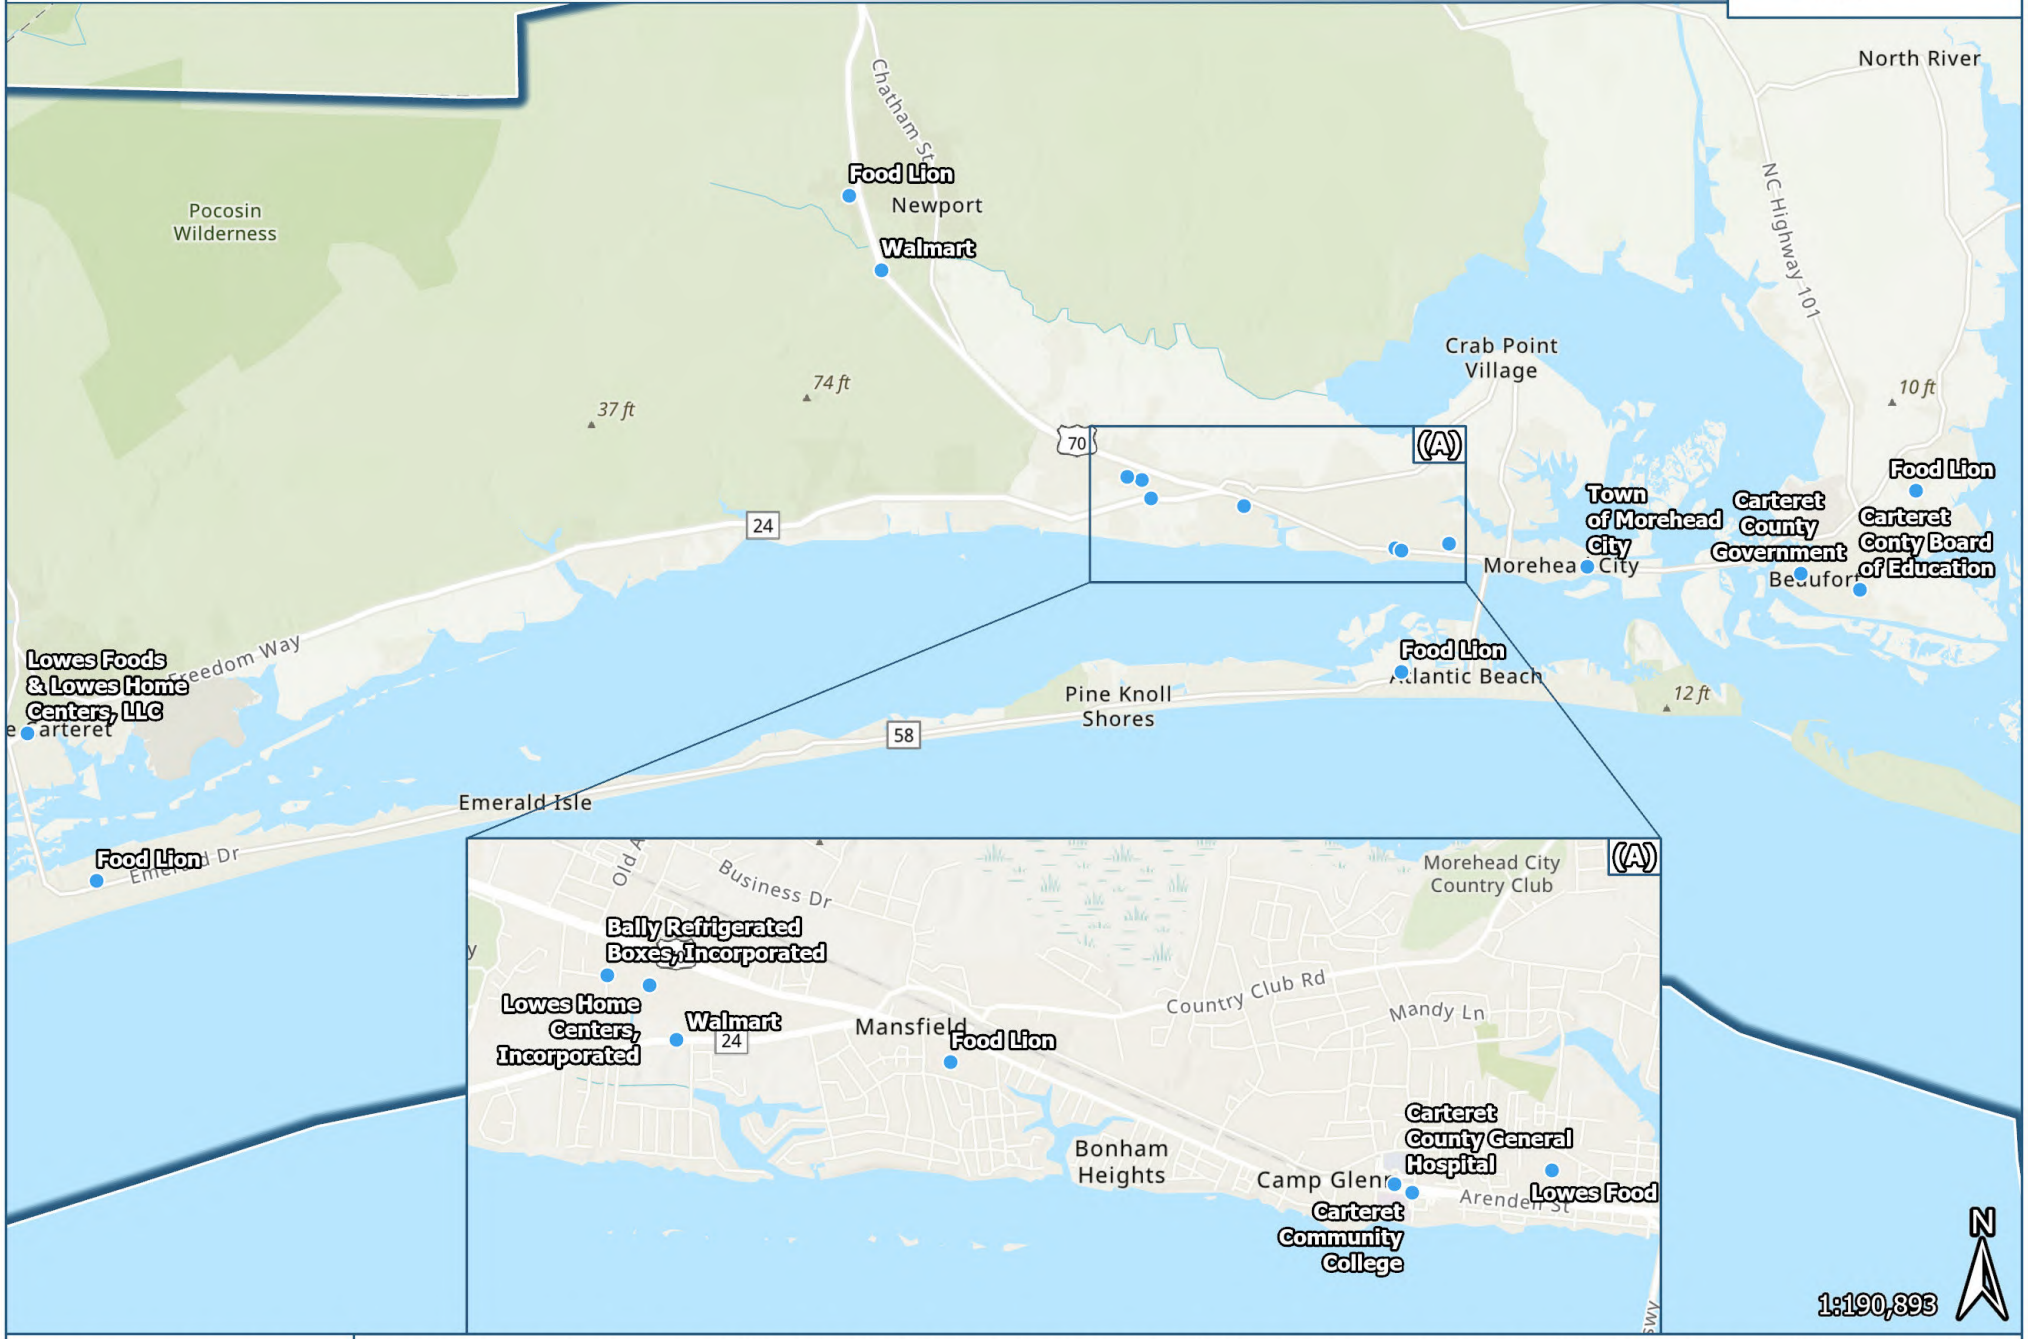 North River
Chatham St
NC Highway 101
Food Lion
Newport
Pocosin
Wilderness
Walmart
Crab Point
Village
74 ft
37 ft
10 ft
70
(A)
Food Lion
Town
of Morehead
City
Carteret
County
Government
Carteret
Conty Board
of Education
24
Morehea City
Beaufort
Freedom Way
Lowes Foods
& Lowes Home
Centers, LLC
e Carteret
Food Lion
Atlantic Beach
Pine Knoll
Shores
12 ft
58
Emerald Isle
Food Lion
Emerald Dr
(A)
Morehead City
Country Club
Old A
Business Dr
Bally Refrigerated
Boxes, Incorporated
y
Country Club Rd
Lowes Home
Centers,
Incorporated
Walmart
24
Mansfield
Food Lion
Mandy Ln
Bonham
Heights
Carteret
County General
Hospital
Camp Glenn
Lowes Food
Arendell St
Carteret
Community
College
swy
N
1:190,893